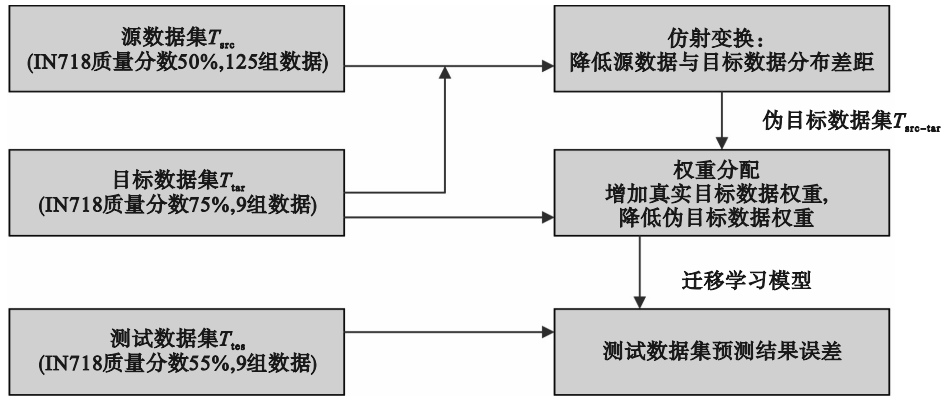 源数据集Tsrc
(IN718质量分数50%,125组数据)
仿射变换：
降低源数据与目标数据分布差距
伪目标数据集Tsrc-tar
目标数据集Ttar
(IN718质量分数75%,9组数据)
权重分配
增加真实目标数据权重,
降低伪目标数据权重
迁移学习模型
测试数据集Ttes
(IN718质量分数55%,9组数据)
测试数据集预测结果误差